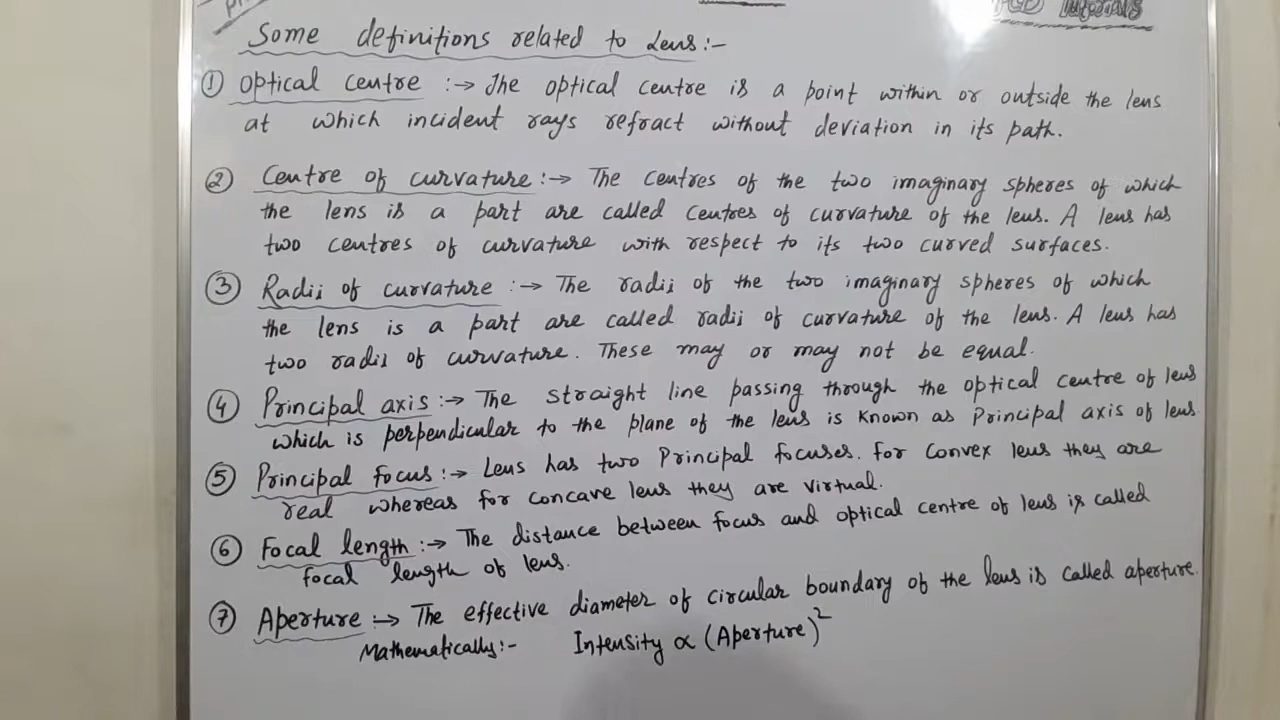 Some definitions related to Lens:-
① Optical centre :→ The optical centre is a point within or outside the lens
at which incident rays refract without deviation in its path.
② Centre of curvature :→ The centres of the two imaginary spheres of which
the lens is a part are called centres of curvature of the lens. A lens has
two centres of curvature with respect to its two curved surfaces.
③ Radii of curvature :→ The radii of the two imaginary spheres of which
the lens is a part are called radii of curvature of the lens. A lens has
two radii of curvature. These may or may not be equal.
④ Principal axis :→ The straight line passing through the optical centre of lens
which is perpendicular to the plane of the lens is known as Principal axis of lens.
⑤ Principal focus :→ Lens has two Principal focuses. For convex lens they are
real whereas for concave lens they are virtual.
⑥ Focal length :→ The distance between focus and optical centre of lens is called
focal length of lens.
⑦ Aperture :→ The effective diameter of circular boundary of the lens is called aperture.
Mathematically:- Intensity ∝ (Aperture)²